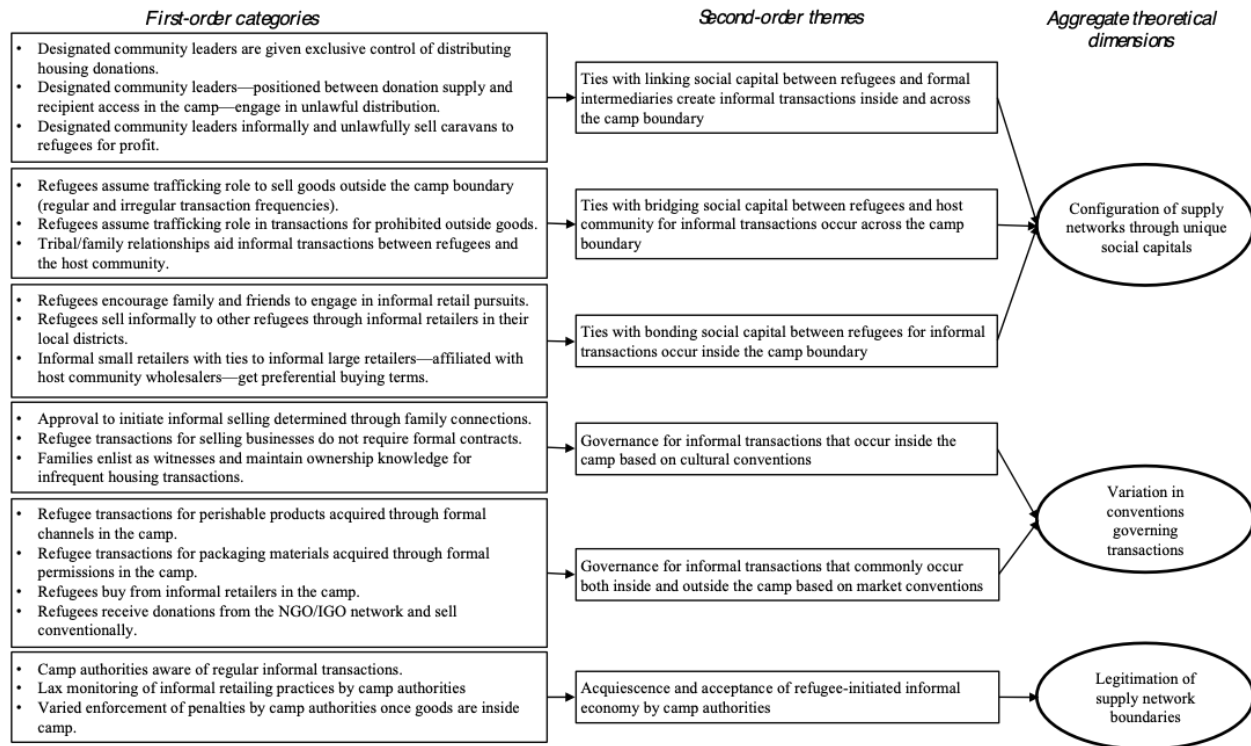 First-order categories
Second-order themes
Aggregate theoretical
dimensions
• Designated community leaders are given exclusive control of distributing
housing donations.
• Designated community leaders—positioned between donation supply and
recipient access in the camp—engage in unlawful distribution.
• Designated community leaders informally and unlawfully sell caravans to
refugees for profit.
Ties with linking social capital between refugees and formal
intermediaries create informal transactions inside and across
the camp boundary
• Refugees assume trafficking role to sell goods outside the camp boundary
(regular and irregular transaction frequencies).
• Refugees assume trafficking role in transactions for prohibited outside goods.
• Tribal/family relationships aid informal transactions between refugees and
the host community.
Ties with bridging social capital between refugees and host
community for informal transactions occur across the camp
boundary
Configuration of supply
networks through unique
social capitals
• Refugees encourage family and friends to engage in informal retail pursuits.
• Refugees sell informally to other refugees through informal retailers in their
local districts.
• Informal small retailers with ties to informal large retailers—affiliated with
host community wholesalers—get preferential buying terms.
Ties with bonding social capital between refugees for informal
transactions occur inside the camp boundary
• Approval to initiate informal selling determined through family connections.
• Refugee transactions for selling businesses do not require formal contracts.
• Families enlist as witnesses and maintain ownership knowledge for
infrequent housing transactions.
Governance for informal transactions that occur inside the
camp based on cultural conventions
Variation in
conventions
governing
transactions
• Refugee transactions for perishable products acquired through formal
channels in the camp.
• Refugee transactions for packaging materials acquired through formal
permissions in the camp.
• Refugees buy from informal retailers in the camp.
• Refugees receive donations from the NGO/IGO network and sell
conventionally.
Governance for informal transactions that commonly occur
both inside and outside the camp based on market conventions
• Camp authorities aware of regular informal transactions.
• Lax monitoring of informal retailing practices by camp authorities
• Varied enforcement of penalties by camp authorities once goods are inside
camp.
Acquiescence and acceptance of refugee-initiated informal
economy by camp authorities
Legitimation of
supply network
boundaries